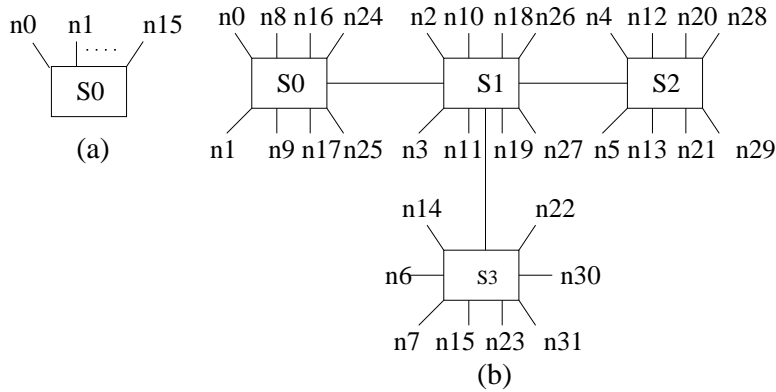 n0 n1 .... n15
S0
(a)
n0 n8 n16 n24 n2 n10 n18 n26 n4 n12 n20 n28
S0 S1 S2
n1 n9 n17 n25 n3 n11 n19 n27 n5 n13 n21 n29
n14 n22
n6 S3 n30
n7 n15 n23 n31
(b)